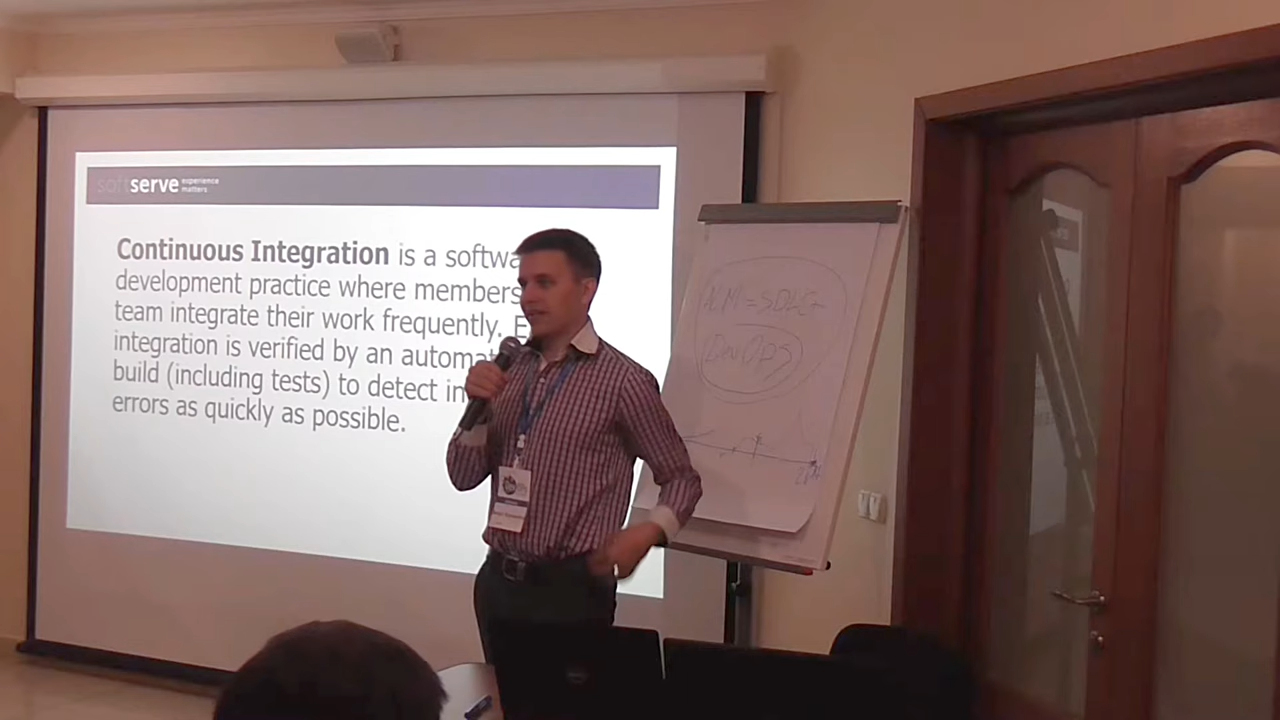 softserve experience
matters
Continuous Integration is a softwa
development practice where members
team integrate their work frequently. E
integration is verified by an automat
build (including tests) to detect in
errors as quickly as possible.
ALM=SDLC+
DevOPS